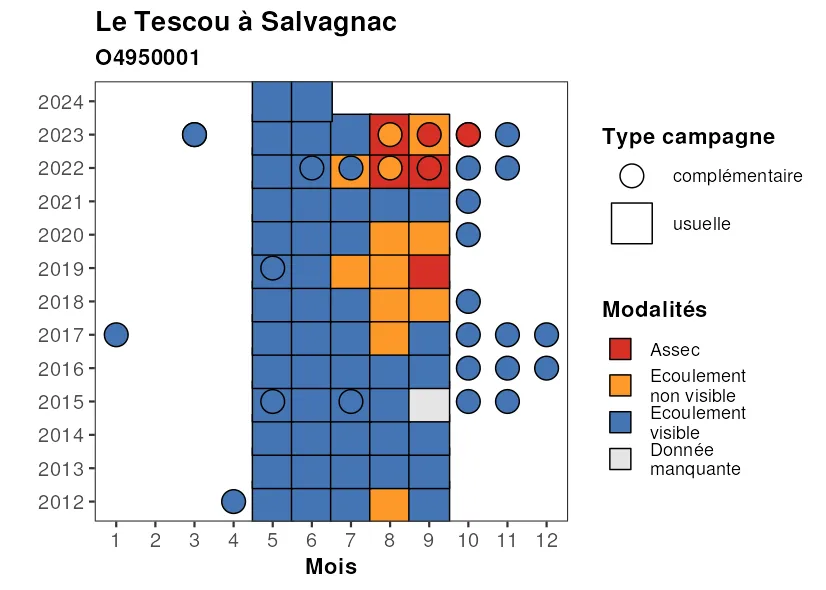 Le Tescou à Salvagnac
O4950001
2024
2023
2022
2021
2020
2019
2018
2017
2016
2015
2014
2013
2012
1 2 3 4 5 6 7 8 9 10 11 12
Mois
Type campagne
complémentaire
usuelle
Modalités
Assec
Ecoulement
non visible
Ecoulement
visible
Donnée
manquante